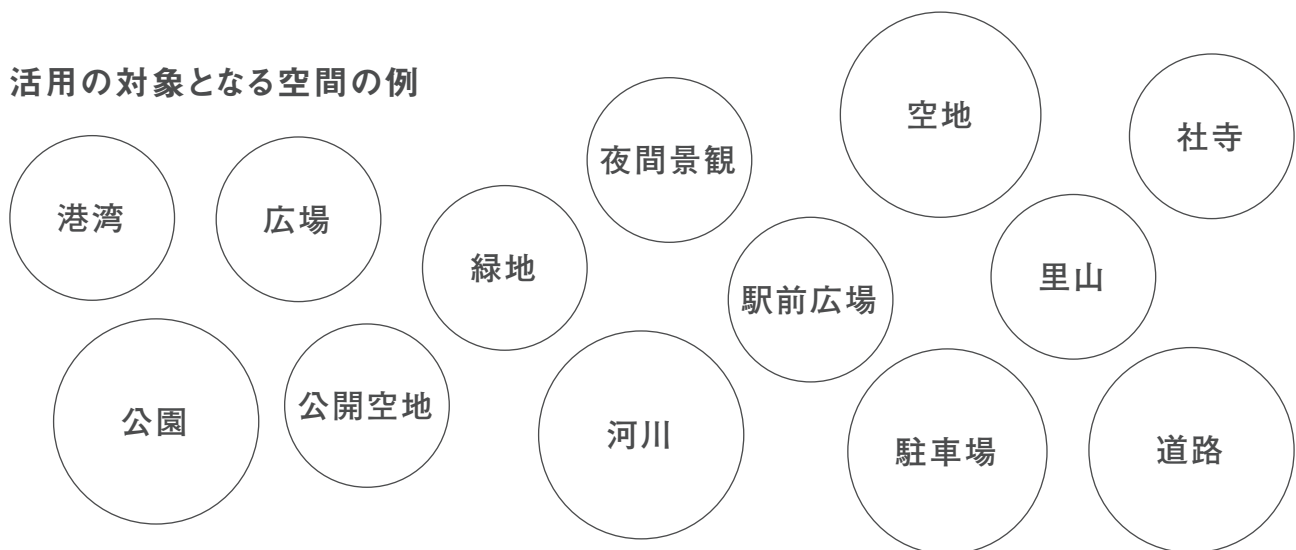 活用の対象となる空間の例
港湾
広場
緑地
夜間景観
空地
社寺
駅前広場
里山
公園
公開空地
河川
駐車場
道路